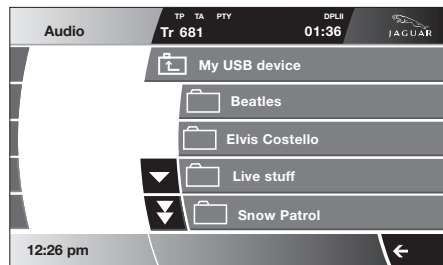 Audio
TP TA PTY DPLII
Tr 681 01:36
JAGUAR
My USB device
Beatles
Elvis Costello
Live stuff
Snow Patrol
12:26 pm